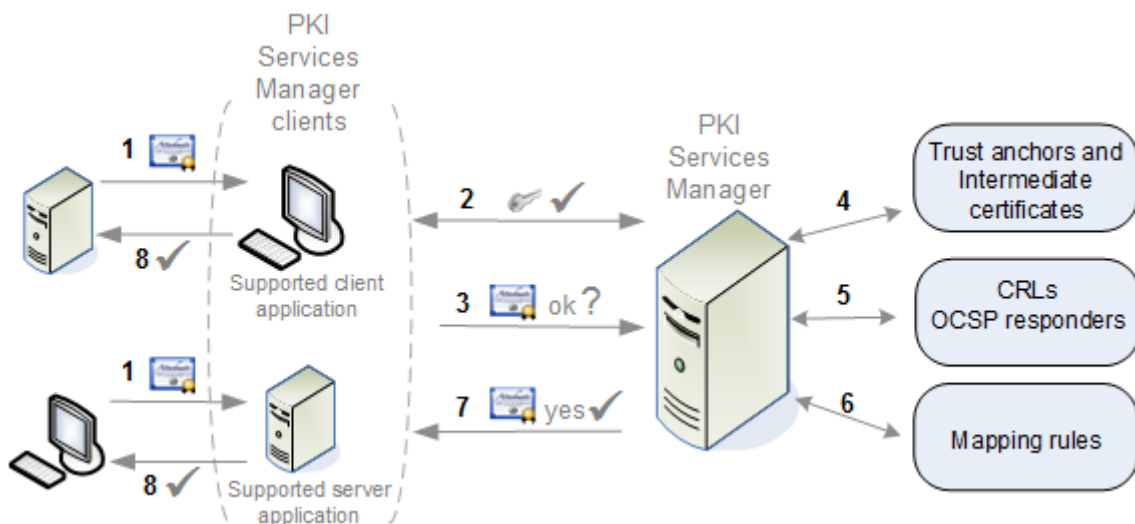 PKI
Services
Manager
clients
1
8
Supported client
application
1
8
Supported server
application
2
3 ok ?
7 yes
PKI
Services
Manager
4
5
6
Trust anchors and
Intermediate
certificates
CRLs
OCSP responders
Mapping rules